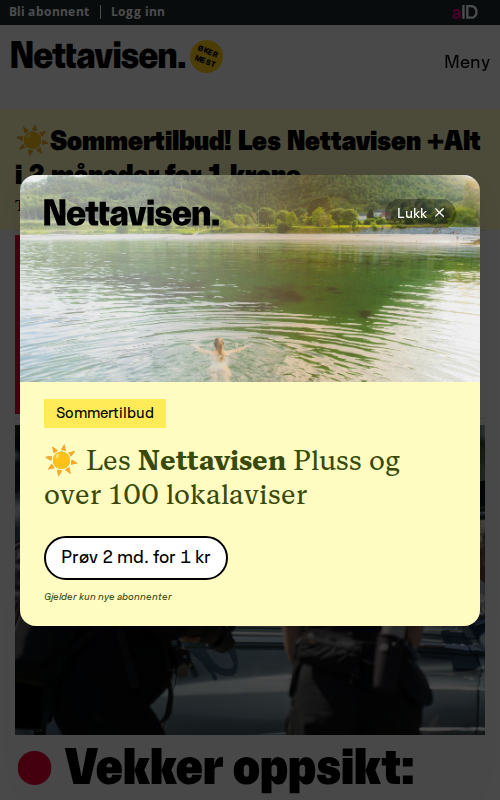 Bli abonnent | Logg inn
aID
Nettavisen.
ØKER
MEST
Meny
☀️Sommertilbud! Les Nettavisen +Alt
i 2 måneder for 1 krone
Nettavisen.
Lukk ✕
Sommertilbud
☀️ Les Nettavisen Pluss og
over 100 lokalaviser
Prøv 2 md. for 1 kr
Gjelder kun nye abonnenter
Vekker oppsikt: